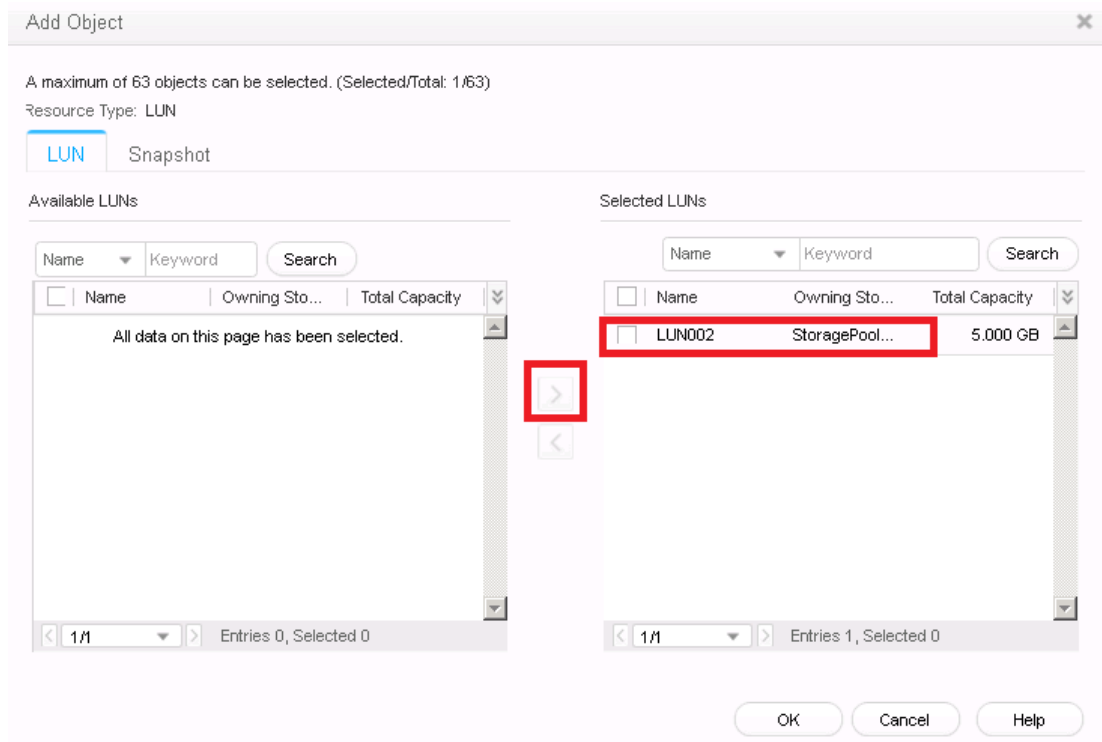 Add Object
A maximum of 63 objects can be selected. (Selected/Total: 1/63)
Resource Type: LUN
LUN Snapshot
Available LUNs
Name Keyword Search
Name Owning Sto... Total Capacity
All data on this page has been selected.
1/1 Entries 0, Selected 0
Selected LUNs
Name Keyword Search
Name Owning Sto... Total Capacity
LUN002 StoragePool... 5.000 GB
1/1 Entries 1, Selected 0
OK Cancel Help